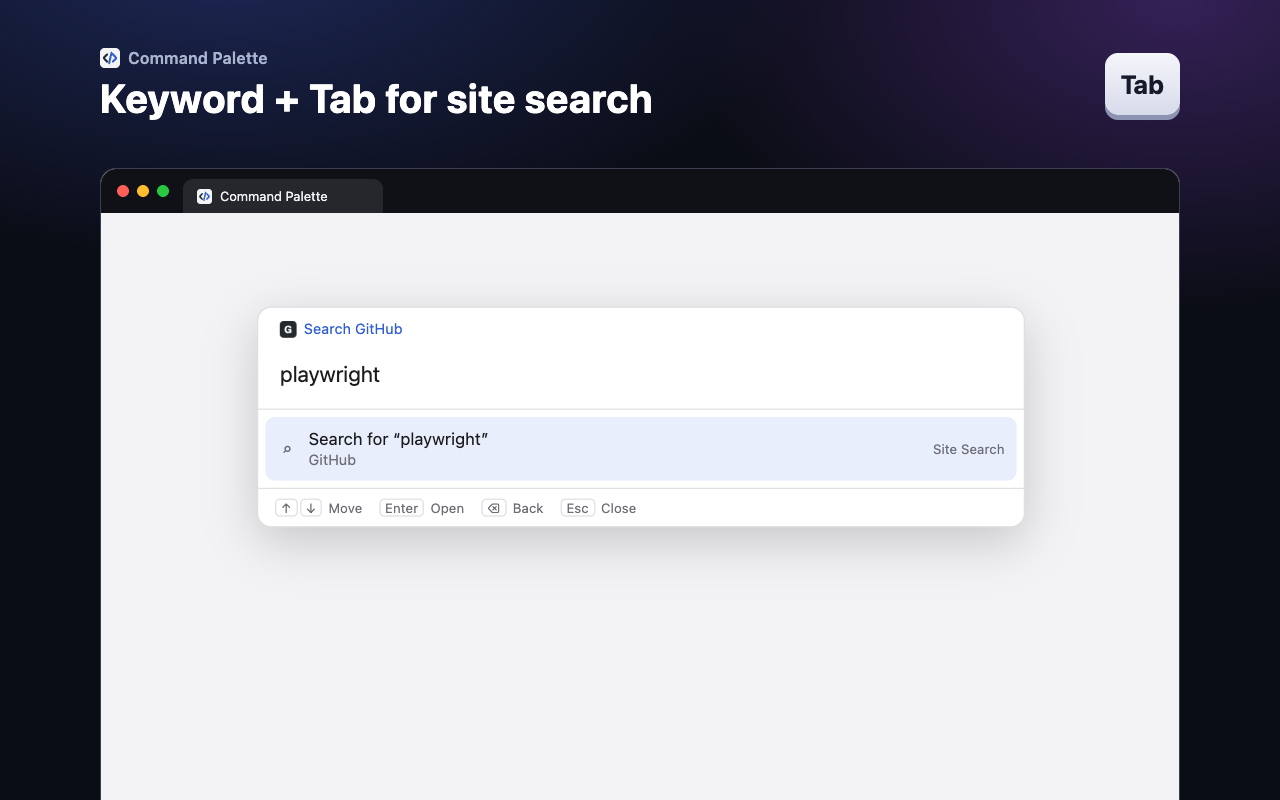 Command Palette
Keyword + Tab for site search
Tab
Command Palette
G Search GitHub
playwright
Search for “playwright”
GitHub
Site Search
↑ ↓ Move Enter Open ⌫ Back Esc Close